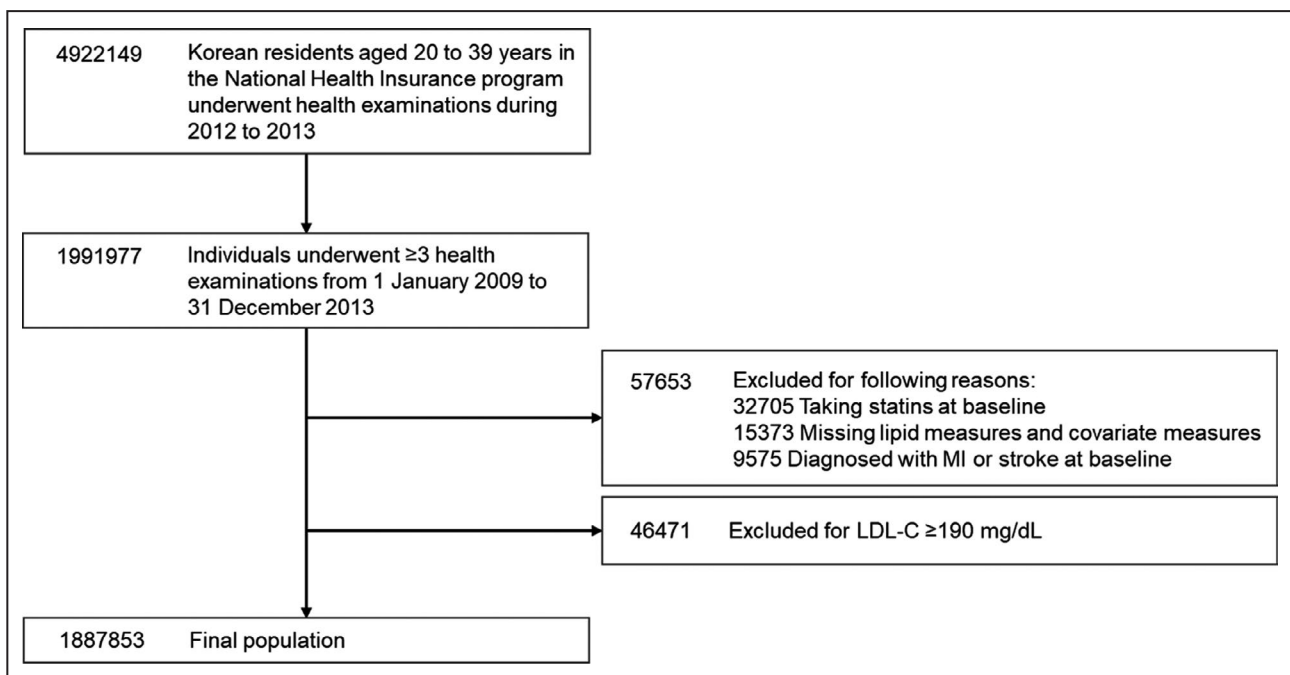 4922149 Korean residents aged 20 to 39 years in
the National Health Insurance program
underwent health examinations during
2012 to 2013
1991977 Individuals underwent ≥3 health
examinations from 1 January 2009 to
31 December 2013
57653 Excluded for following reasons:
32705 Taking statins at baseline
15373 Missing lipid measures and covariate measures
9575 Diagnosed with MI or stroke at baseline
46471 Excluded for LDL-C ≥190 mg/dL
1887853 Final population